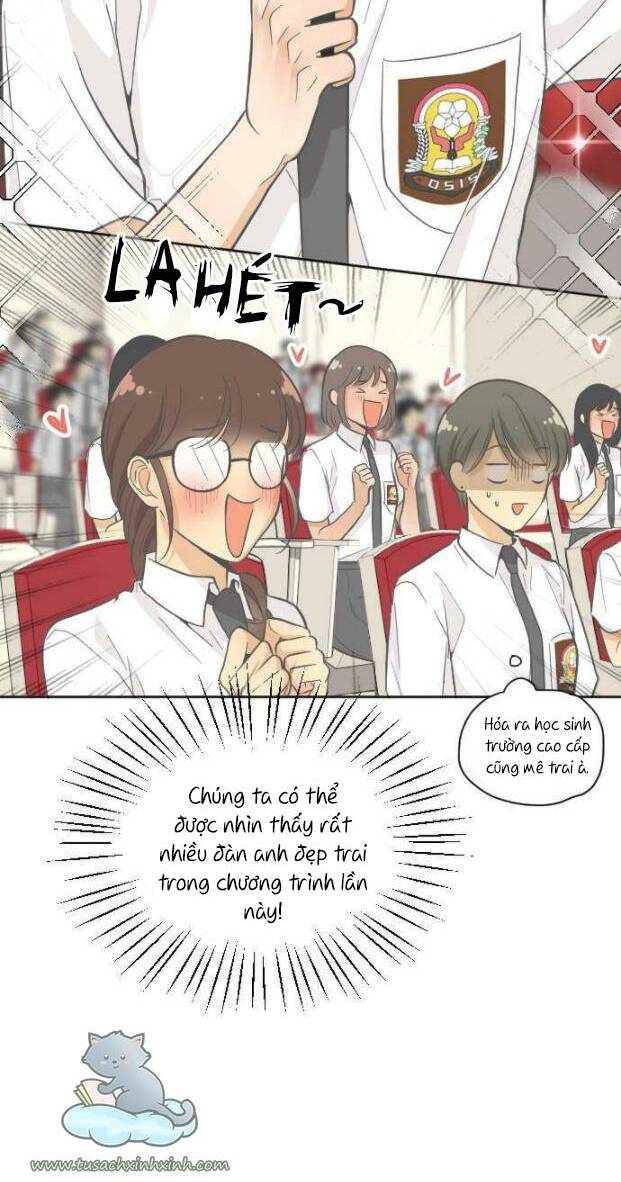 OSIS
LA HÉT~
Hóa ra học sinh
trường cao cấp
cũng mê trai à.
Chúng ta có thể
được nhìn thấy rất
nhiều đàn anh đẹp trai
trong chương trình lần
này!
www.tusachxinhxinh.com